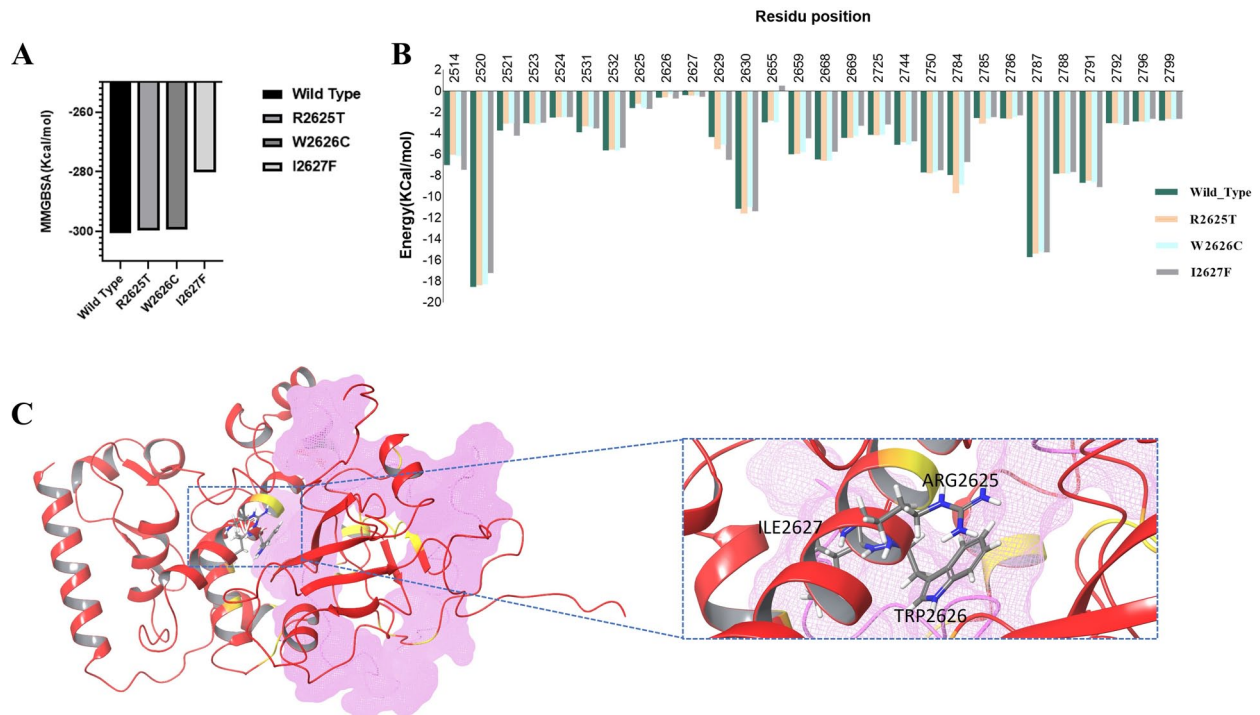 A
-260
-280
-300
MMGBSA(Kcal/mol)
Wild Type
R2625T
W2626C
I2627F
Wild Type
R2625T
W2626C
I2627F
B
Residu position
2514 2520 2521 2523 2524 2531 2532 2625 2626 2627 2629 2630 2655 2659 2668 2669 2725 2744 2750 2784 2785 2786 2787 2788 2791 2792 2796 2799
2
0
-2
-4
-6
-8
-10
-12
-14
-16
-18
-20
Energy(KCal/mol)
Wild_Type
R2625T
W2626C
I2627F
C
ARG2625
ILE2627
TRP2626